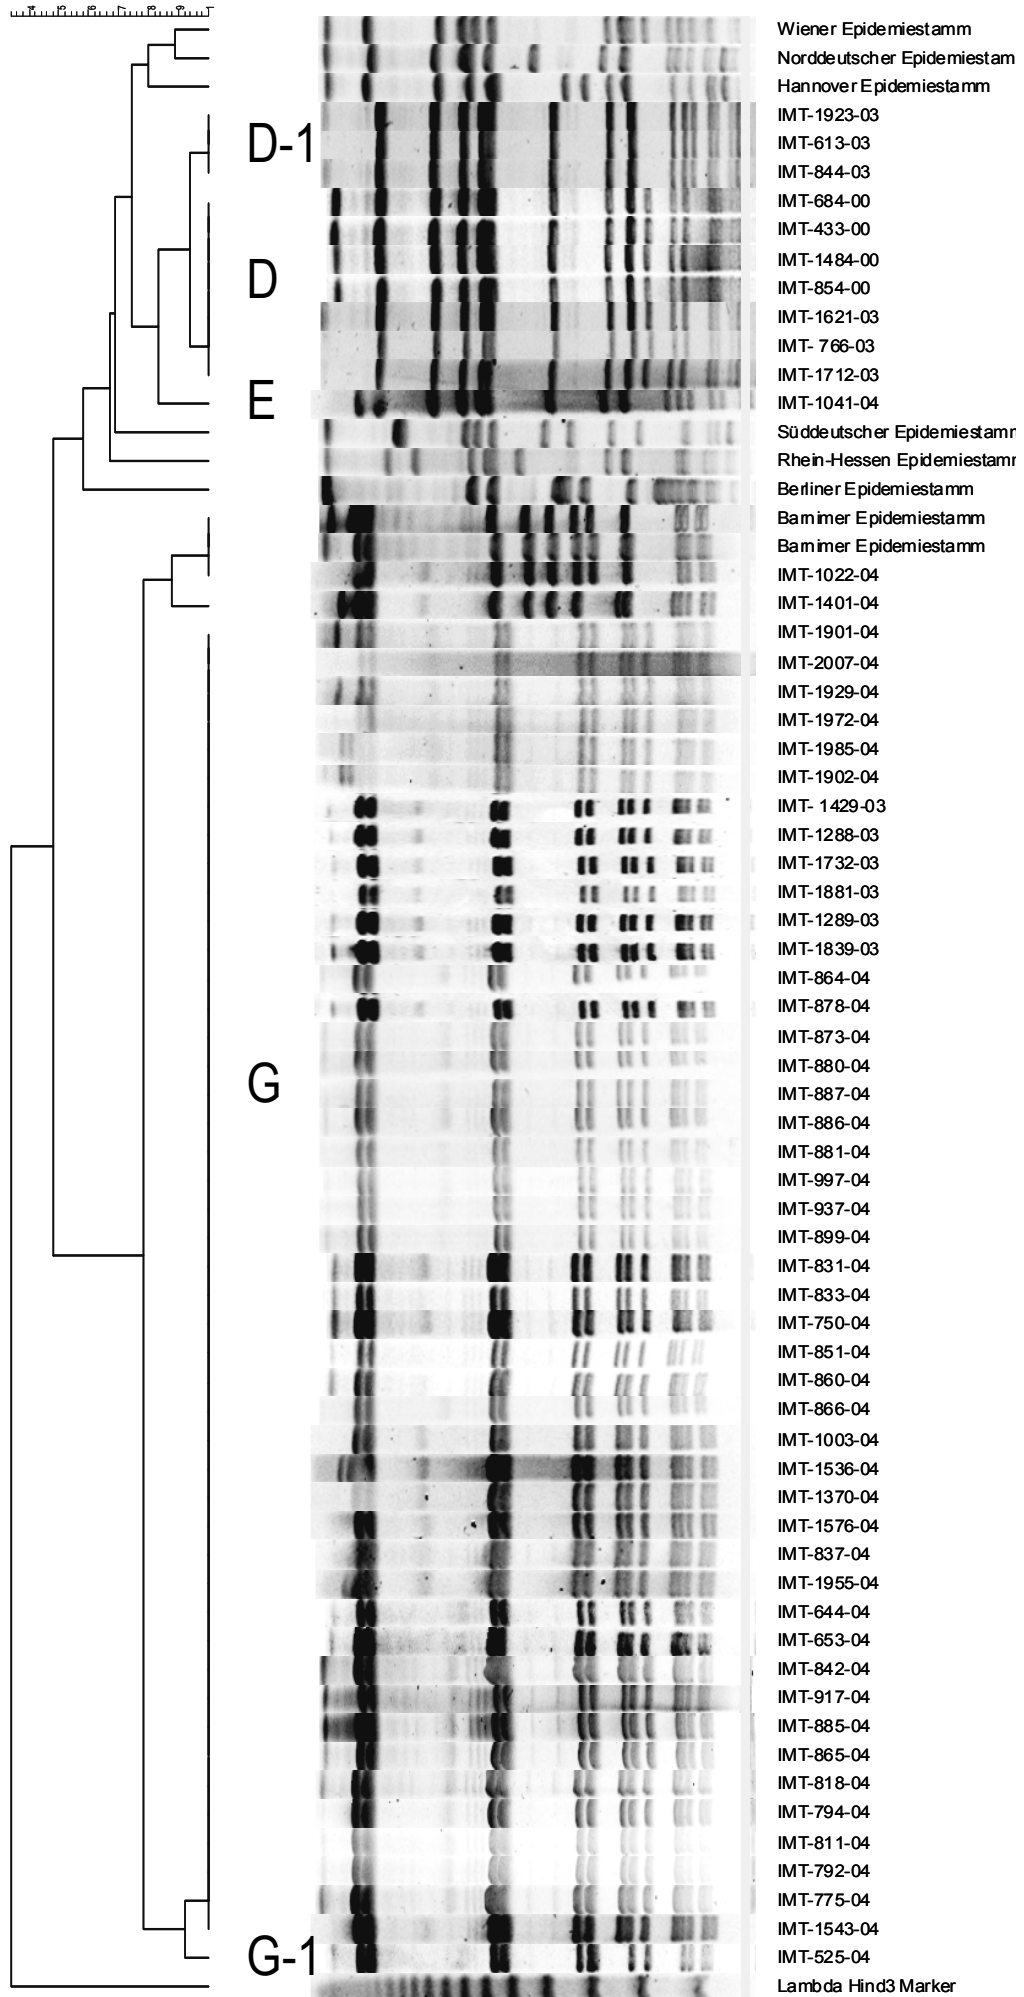 .4 .5 .6 .7 .8 .9 1
Wiener Epidemiestamm
Norddeutscher Epidemiestam
Hannover Epidemiestamm
IMT-1923-03
D-1
IMT-613-03
IMT-844-03
IMT-684-00
IMT-433-00
IMT-1484-00
D
IMT-854-00
IMT-1621-03
IMT- 766-03
IMT-1712-03
E
IMT-1041-04
Süddeutscher Epidemiestamm
Rhein-Hessen Epidemiestamm
Berliner Epidemiestamm
Barnimer Epidemiestamm
Barnimer Epidemiestamm
IMT-1022-04
IMT-1401-04
IMT-1901-04
IMT-2007-04
IMT-1929-04
IMT-1972-04
IMT-1985-04
IMT-1902-04
IMT- 1429-03
IMT-1288-03
IMT-1732-03
IMT-1881-03
IMT-1289-03
IMT-1839-03
IMT-864-04
IMT-878-04
IMT-873-04
IMT-880-04
G
IMT-887-04
IMT-886-04
IMT-881-04
IMT-997-04
IMT-937-04
IMT-899-04
IMT-831-04
IMT-833-04
IMT-750-04
IMT-851-04
IMT-860-04
IMT-866-04
IMT-1003-04
IMT-1536-04
IMT-1370-04
IMT-1576-04
IMT-837-04
IMT-1955-04
IMT-644-04
IMT-653-04
IMT-842-04
IMT-917-04
IMT-885-04
IMT-865-04
IMT-818-04
IMT-794-04
IMT-811-04
IMT-792-04
IMT-775-04
IMT-1543-04
G-1
IMT-525-04
Lambda Hind3 Marker